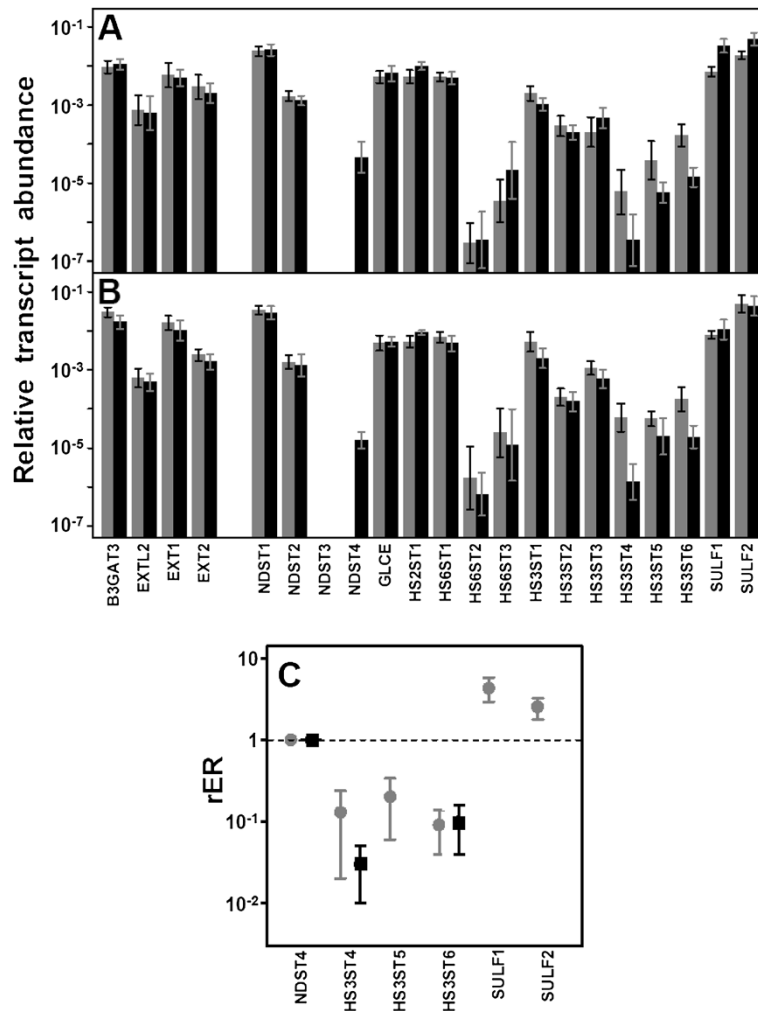 A
10-1
10-3
10-5
10-7
Relative transcript abundance
B
10-1
10-3
10-5
10-7
B3GAT3
EXTL2
EXT1
EXT2
NDST1
NDST2
NDST3
NDST4
GLCE
HS2ST1
HS6ST1
HS6ST2
HS6ST3
HS3ST1
HS3ST2
HS3ST3
HS3ST4
HS3ST5
HS3ST6
SULF1
SULF2
C
rER
10
1
10-1
10-2
NDST4
HS3ST4
HS3ST5
HS3ST6
SULF1
SULF2